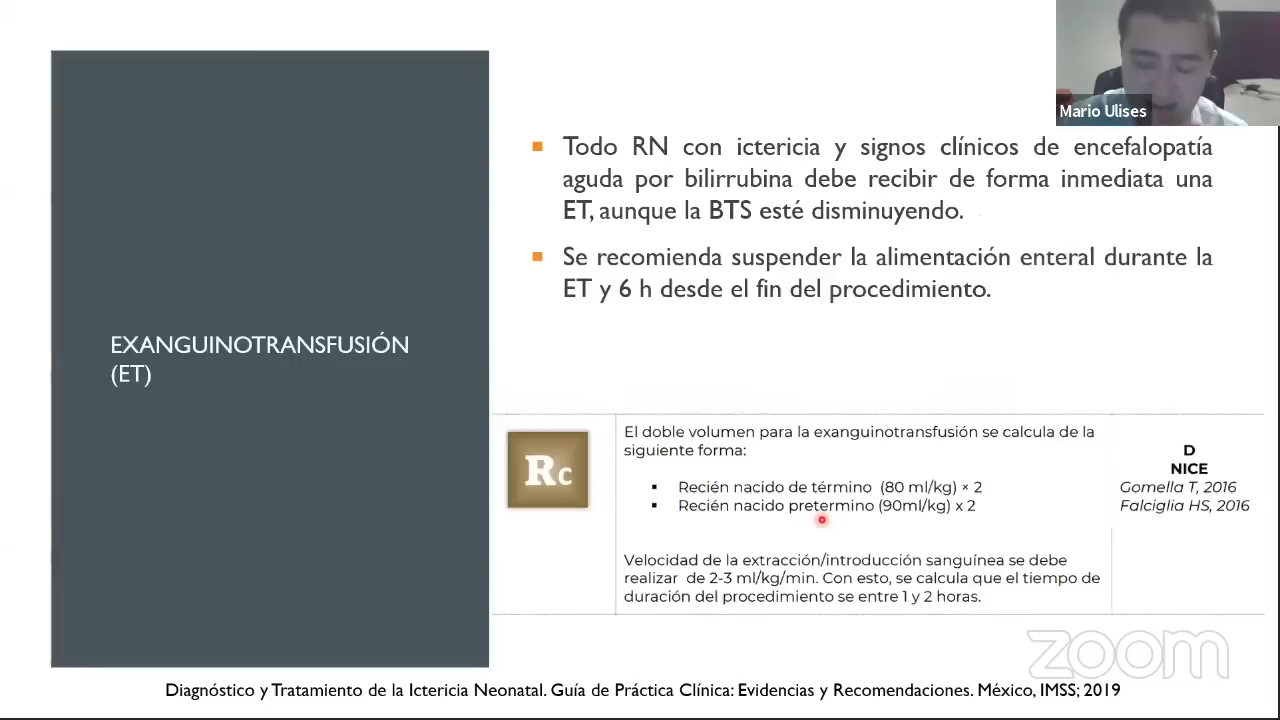 Mario Ulises
EXANGUINOTRANSFUSIÓN
(ET)
▪ Todo RN con ictericia y signos clínicos de encefalopatía
aguda por bilirrubina debe recibir de forma inmediata una
ET, aunque la BTS esté disminuyendo.
▪ Se recomienda suspender la alimentación enteral durante la
ET y 6 h desde el fin del procedimiento.
Rc
El doble volumen para la exanguinotransfusión se calcula de la
siguiente forma:
▪ Recién nacido de término (80 ml/kg) × 2
▪ Recién nacido pretermino (90ml/kg) x 2
Velocidad de la extracción/introducción sanguínea se debe
realizar de 2-3 ml/kg/min. Con esto, se calcula que el tiempo de
duración del procedimiento se entre 1 y 2 horas.
D
NICE
Gomella T, 2016
Falciglia HS, 2016
zoom
Diagnóstico y Tratamiento de la Ictericia Neonatal. Guía de Práctica Clínica: Evidencias y Recomendaciones. México, IMSS; 2019